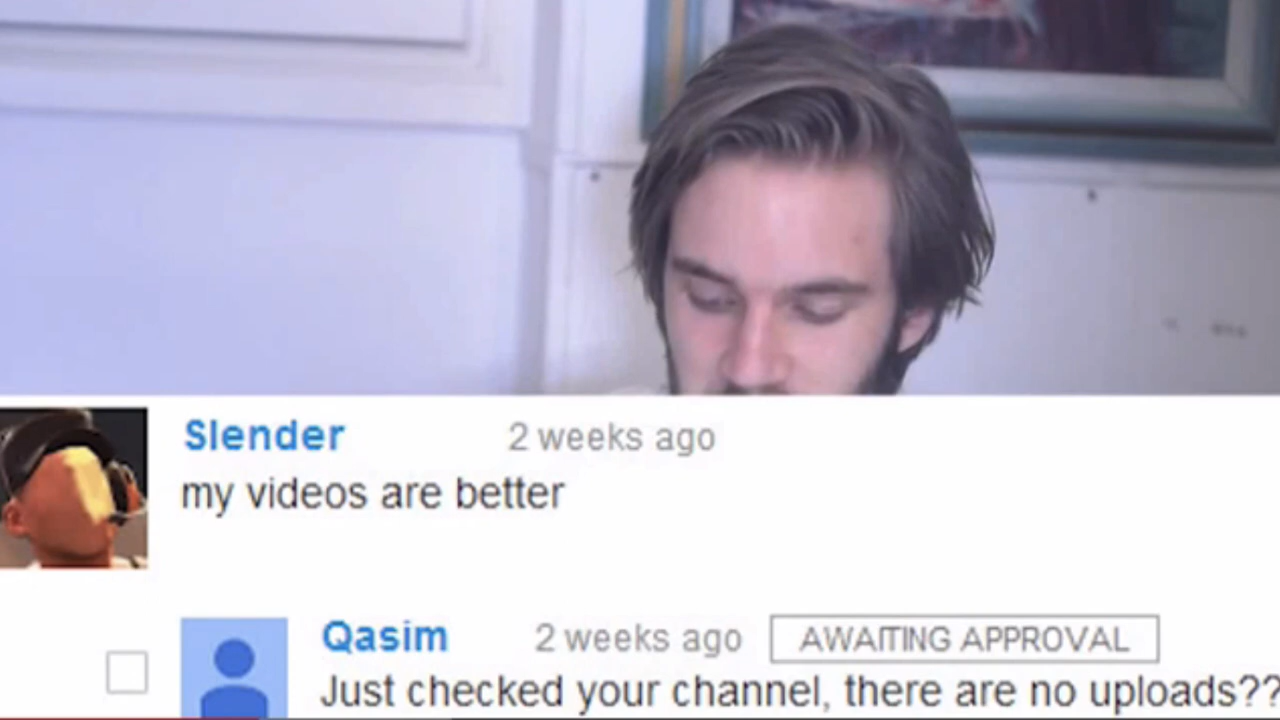 Slender 2 weeks ago
my videos are better
Qasim 2 weeks ago AWAITING APPROVAL
Just checked your channel, there are no uploads??